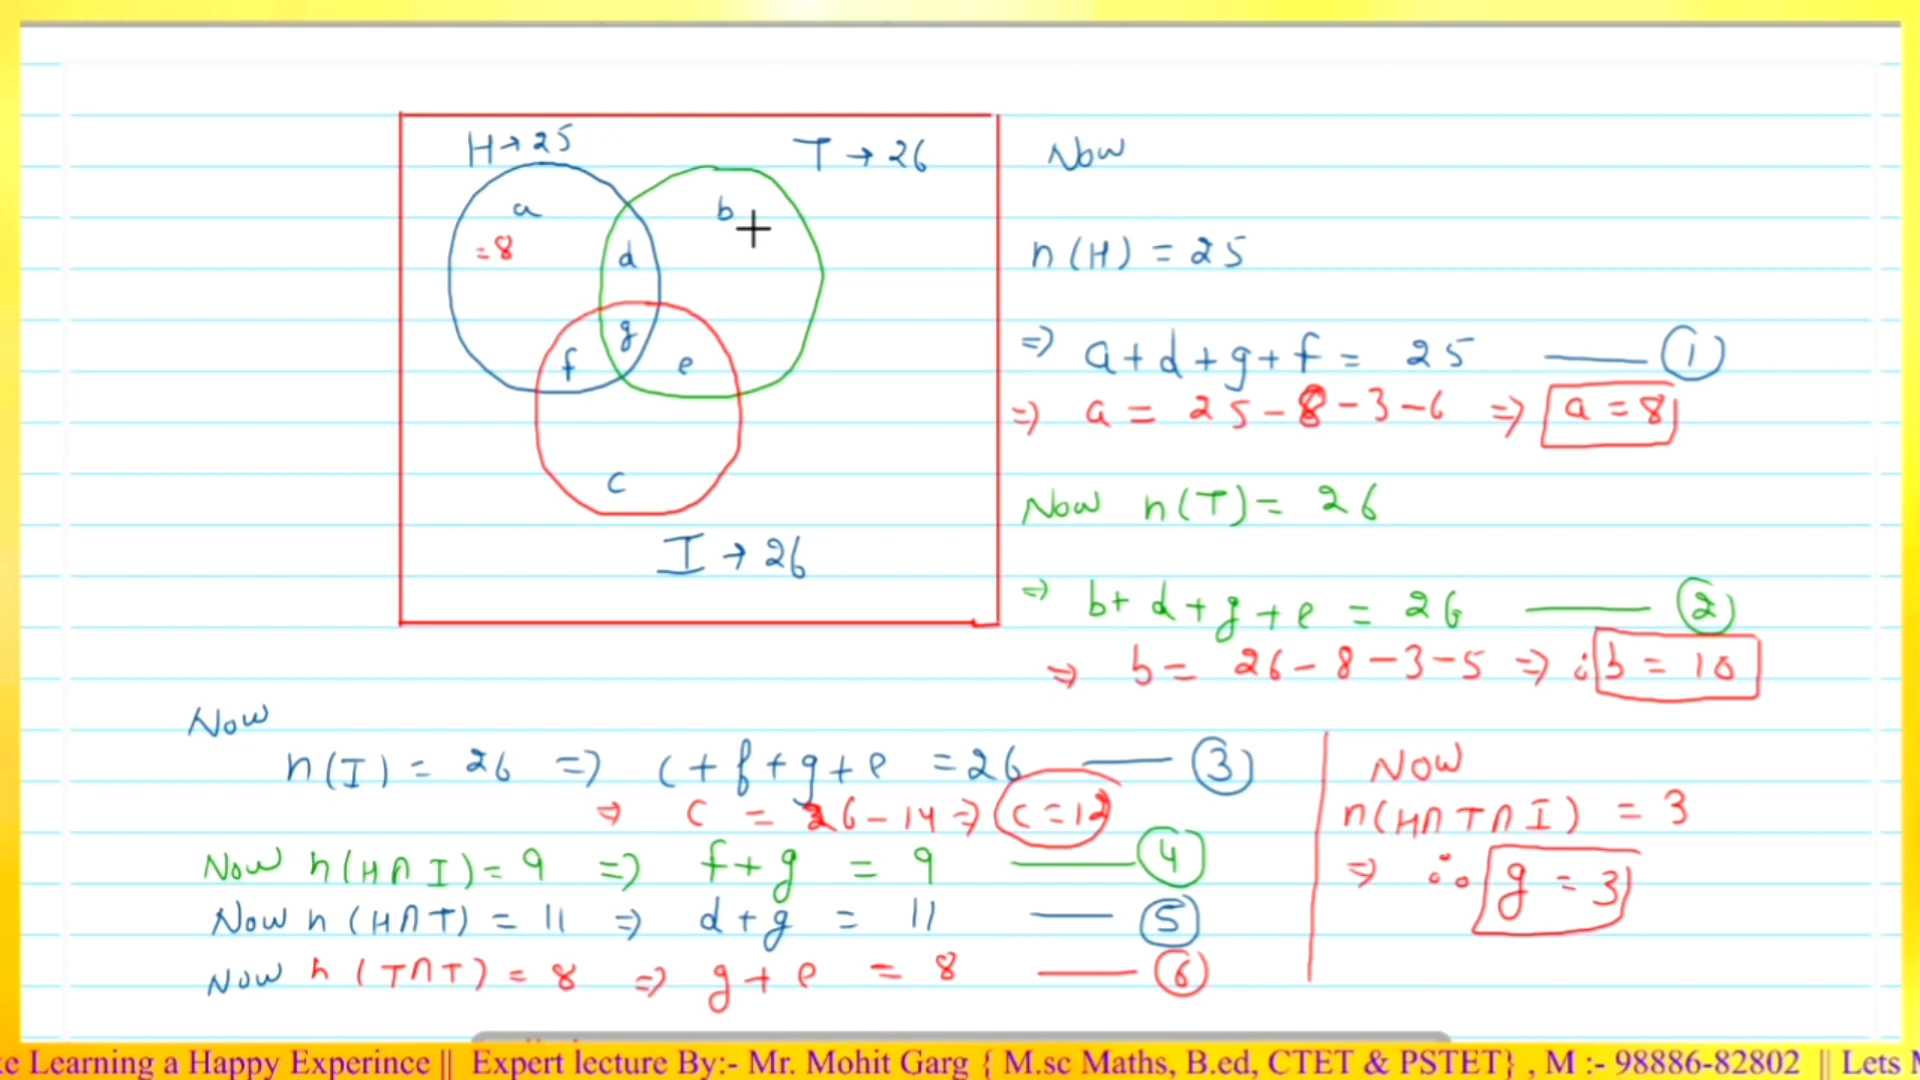 H→25
T → 26
a
b
= 8
d
g
f
e
c
I → 26
Now
n (H) = 25
⇒ a + d + g + f = 25 —— ①
⇒ a = 25 - 8 - 3 - 6 ⇒ a = 8
Now n(T) = 26
⇒ b + d + g + e = 26 —— ②
⇒ b = 26 - 8 - 3 - 5 ⇒ ∴ b = 10
Now
n(I) = 26 ⇒ c + f + g + e = 26 —— ③
⇒ c = 26 - 14 ⇒ c = 12
Now n(H∩I) = 9 ⇒ f + g = 9 —— ④
Now n (H∩T) = 11 ⇒ d + g = 11 —— ⑤
Now n (T∩T) = 8 ⇒ g + e = 8 —— ⑥
Now
n(H∩T∩I) = 3
⇒ ∴ g = 3
ke Learning a Happy Experince || Expert lecture By:- Mr. Mohit Garg { M.sc Maths, B.ed, CTET & PSTET} , M :- 98886-82802 || Lets M